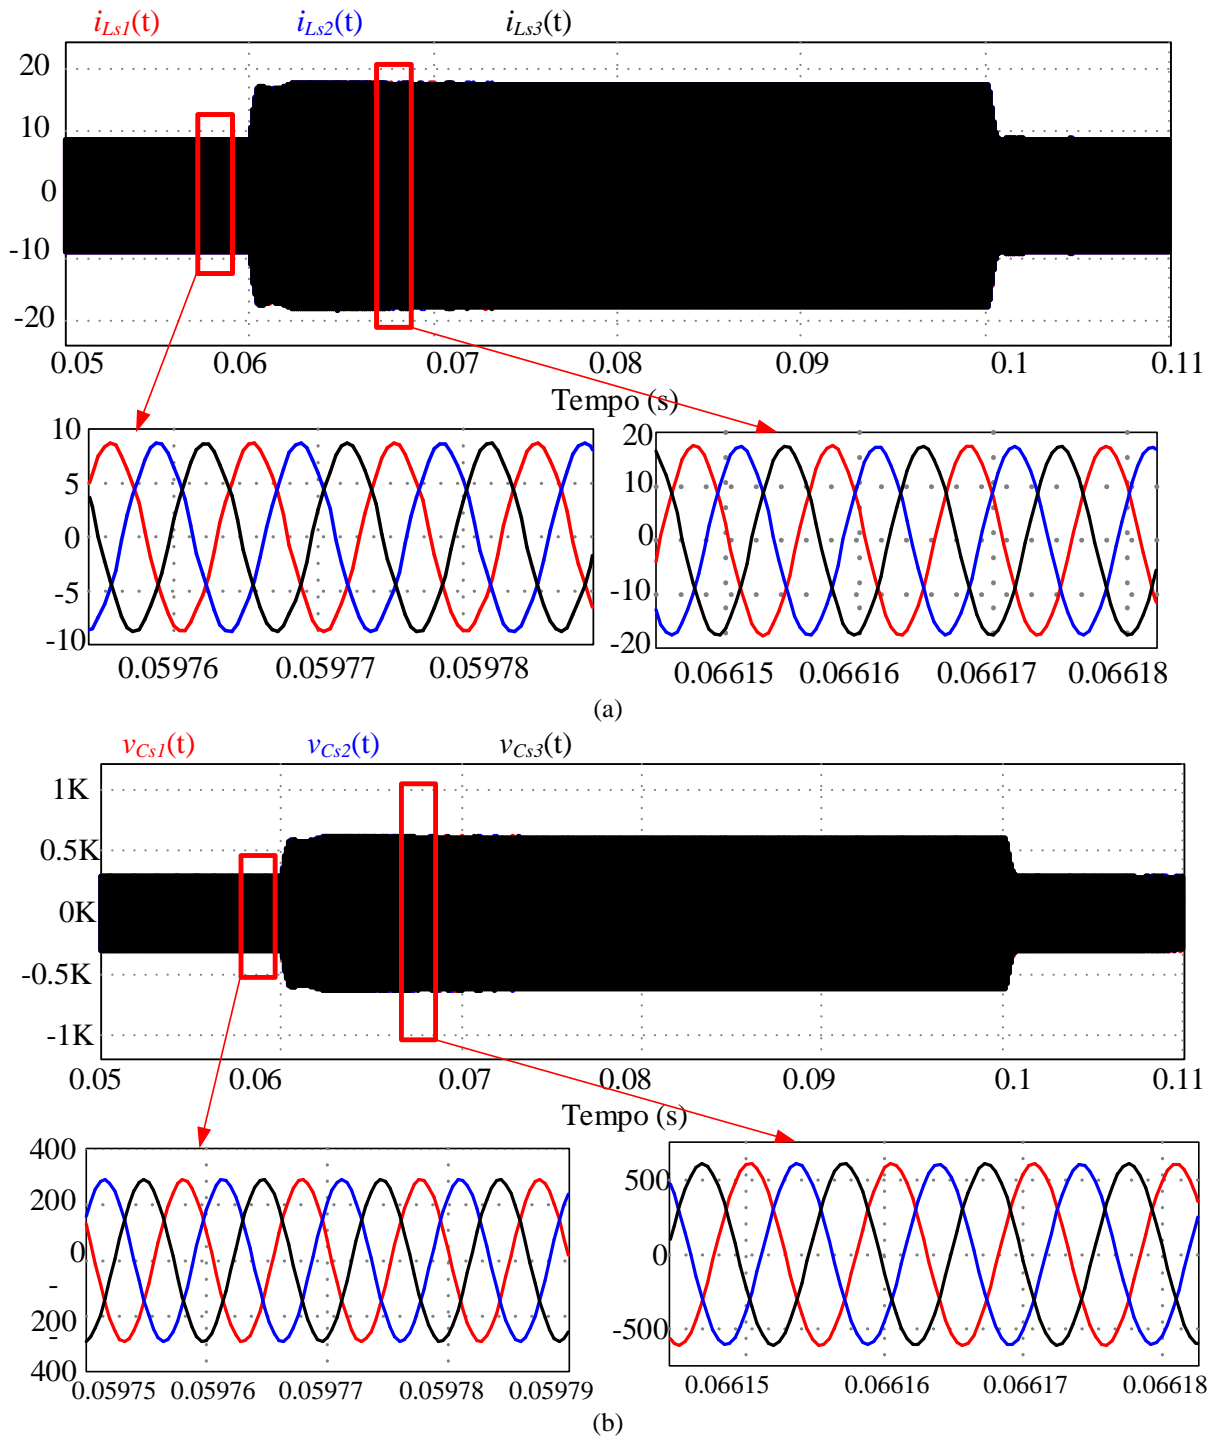 iLs1(t) iLs2(t) iLs3(t)
20
10
0
-10
-20
0.05 0.06 0.07 0.08 0.09 0.1 0.11
Tempo (s)
10
5
0
-5
-10
0.05976 0.05977 0.05978
20
10
0
-10
-20
0.06615 0.06616 0.06617 0.06618
(a)
vCs1(t) vCs2(t) vCs3(t)
1K
0.5K
0K
-0.5K
-1K
0.05 0.06 0.07 0.08 0.09 0.1 0.11
Tempo (s)
400
200
0
-
200
-
400
0.05975 0.05976 0.05977 0.05978 0.05979
500
0
-500
0.06615 0.06616 0.06617 0.06618
(b)